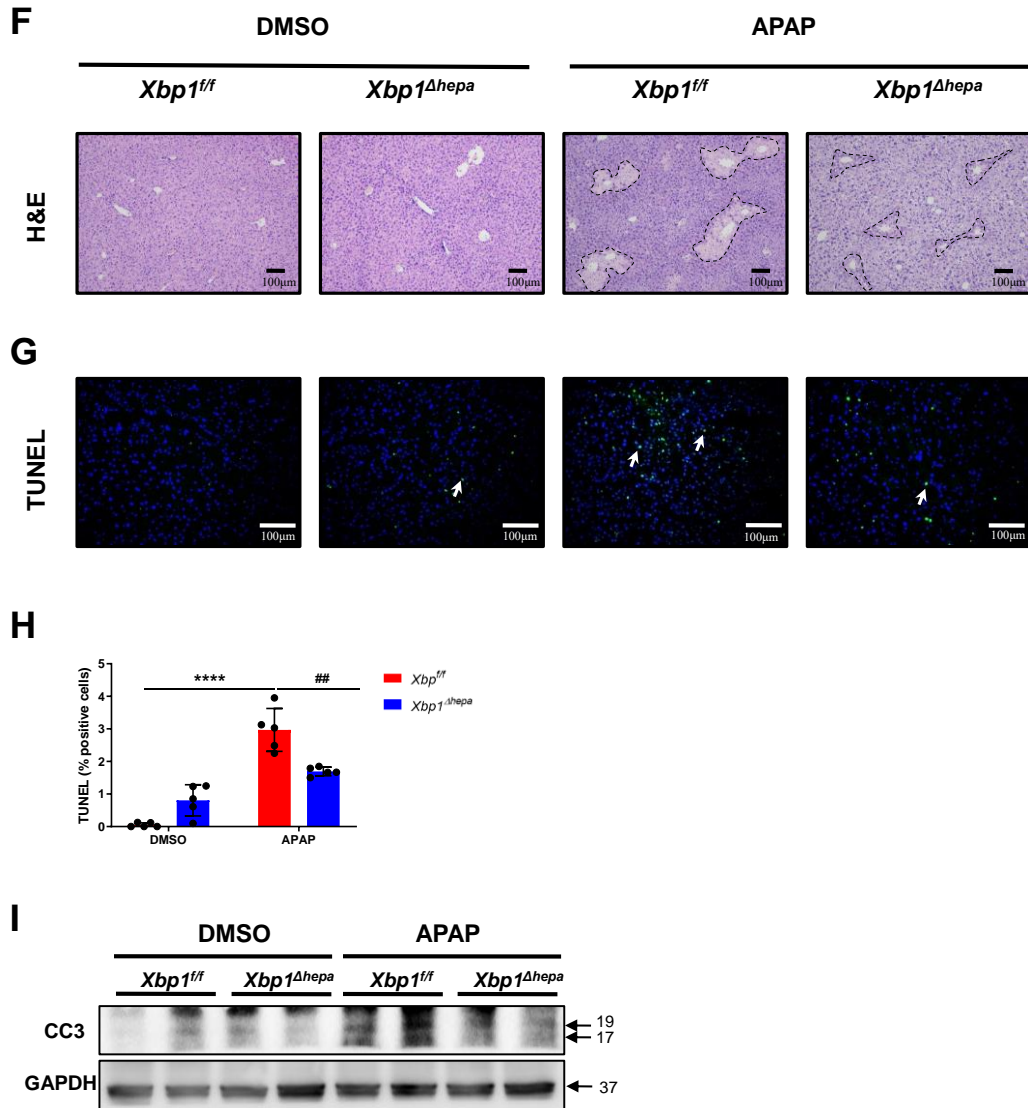 F
DMSO APAP
Xbp1f/f Xbp1Δhepa Xbp1f/f Xbp1Δhepa
H&E
100μm 100μm 100μm 100μm
G
TUNEL
100μm 100μm 100μm 100μm
H
TUNEL (% positive cells)
5
4
3
2
1
0
**** ##
DMSO APAP
Xbpf/f
Xbp1Δhepa
I
DMSO APAP
Xbp1f/f Xbp1Δhepa Xbp1f/f Xbp1Δhepa
CC3
19
17
GAPDH 37